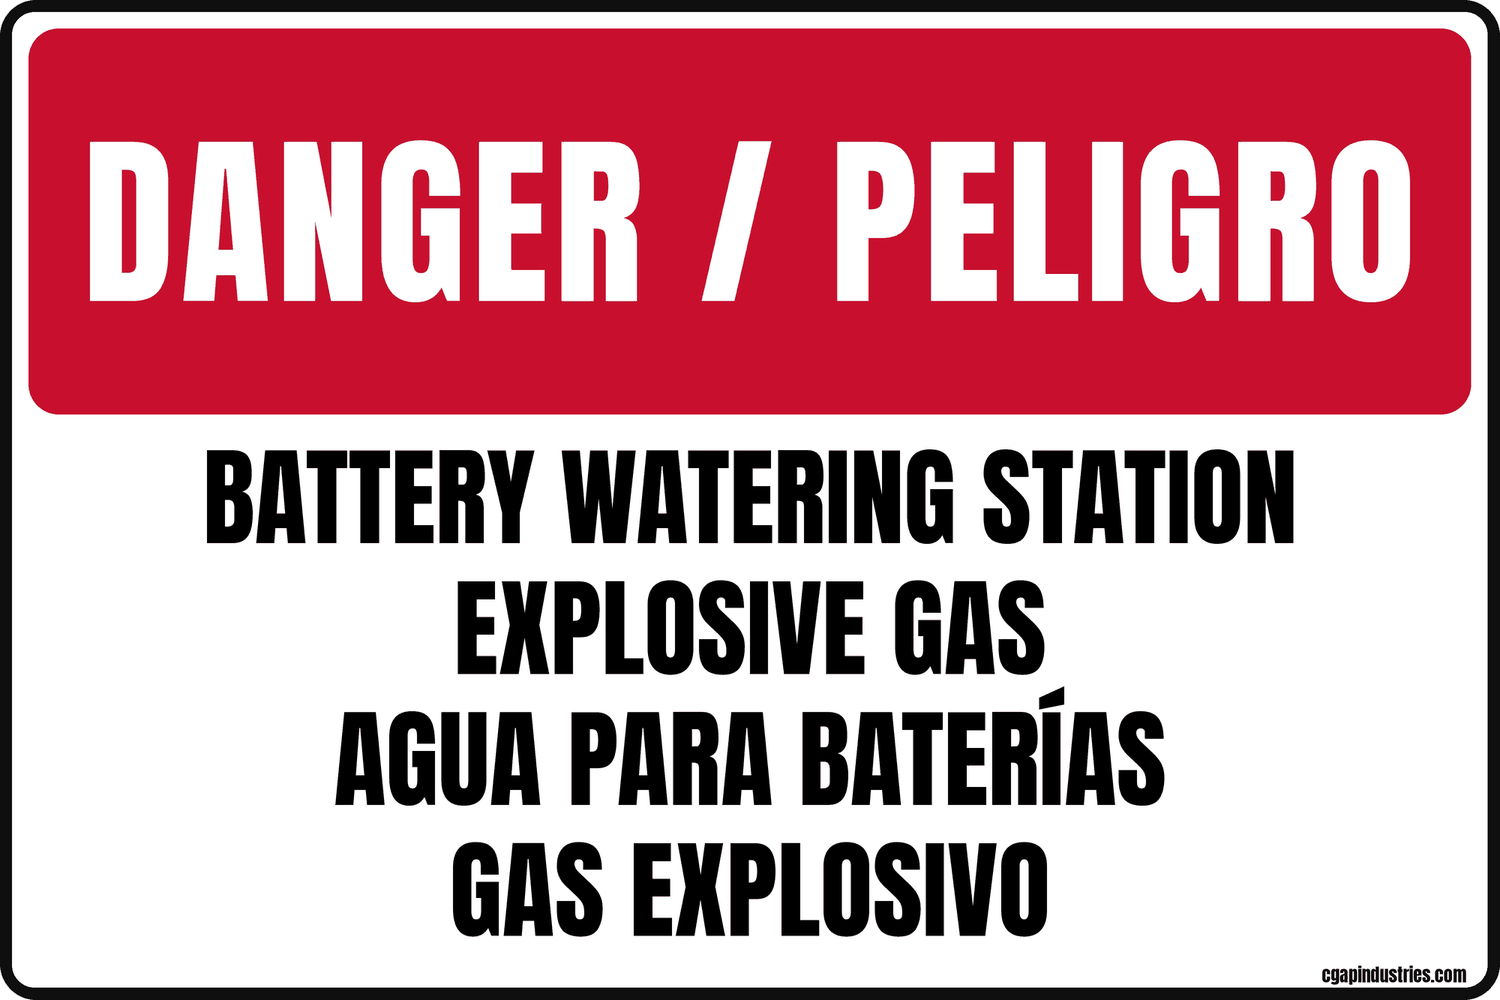 DANGER / PELIGRO
BATTERY WATERING STATION
EXPLOSIVE GAS
AGUA PARA BATERÍAS
GAS EXPLOSIVO
cgapindustries.com